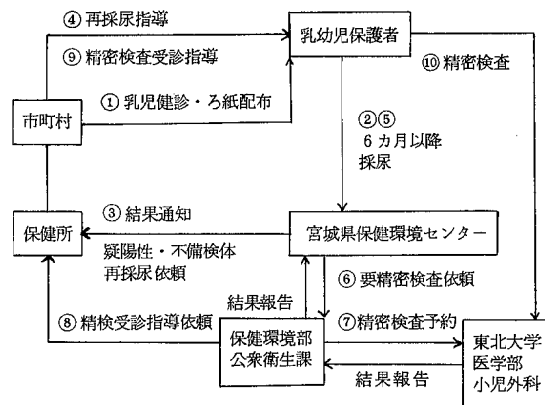 ④再採尿指導
乳幼児保護者
⑨精密検査受診指導
⑩精密検査
①乳児健診・ろ紙配布
市町村
②⑤
6カ月以降
採尿
③結果通知
保健所
宮城県保健環境センター
疑陽性・不備検体
再採尿依頼
⑥要精密検査依頼
結果報告
⑧精検受診指導依頼
⑦精密検査予約
保健環境部
公衆衛生課
東北大学
医学部
小児外科
結果報告